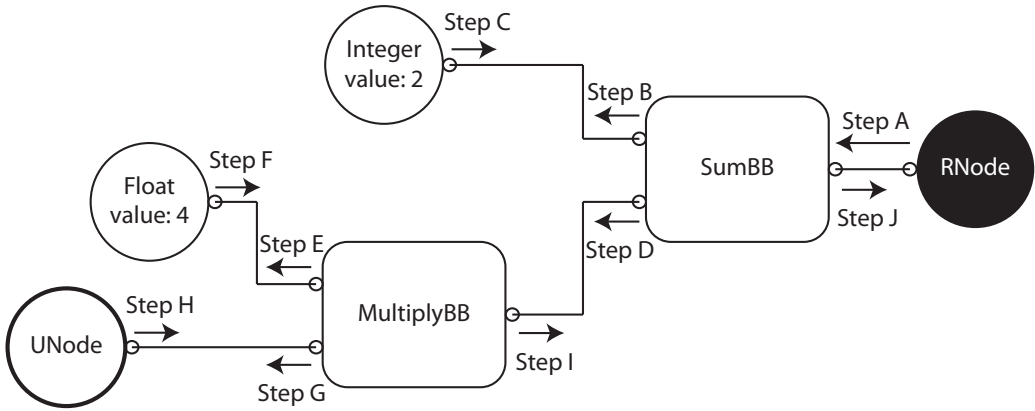 Step C
Integer
value: 2
Step B
Step A
SumBB
RNode
Step F
Float
value: 4
Step D
Step J
Step E
Step H
MultiplyBB
UNode
Step I
Step G